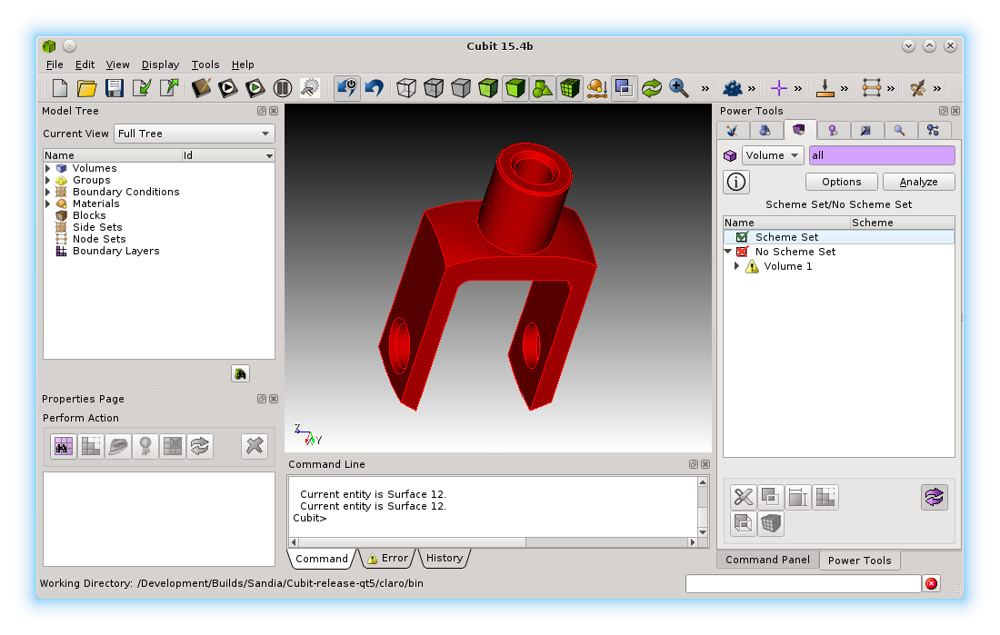 Cubit 15.4b
File Edit View Display Tools Help
Model Tree
Current View Full Tree
Name Id
Volumes
Groups
Boundary Conditions
Materials
Blocks
Side Sets
Node Sets
Boundary Layers
Properties Page
Perform Action
Z
X Y
Command Line
Current entity is Surface 12.
Current entity is Surface 12.
Cubit>
Command Error History
Power Tools
Volume all
Options Analyze
Scheme Set/No Scheme Set
Name Scheme
Scheme Set
No Scheme Set
Volume 1
Command Panel Power Tools
Working Directory: /Development/Builds/Sandia/Cubit-release-qt5/claro/bin